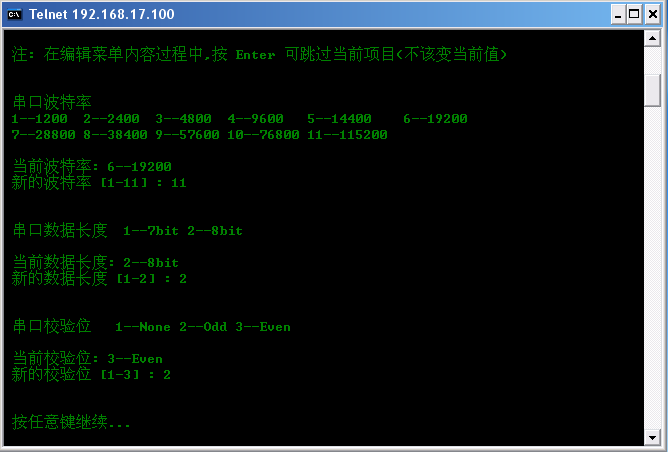 Telnet 192.168.17.100
注: 在编辑菜单内容过程中,按 Enter 可跳过当前项目(不该变当前值)
串口波特率
1--1200 2--2400 3--4800 4--9600 5--14400 6--19200
7--28800 8--38400 9--57600 10--76800 11--115200
当前波特率: 6--19200
新的波特率 [1-11] : 11
串口数据长度 1--7bit 2--8bit
当前数据长度: 2--8bit
新的数据长度 [1-2] : 2
串口校验位 1--None 2--Odd 3--Even
当前校验位: 3--Even
新的校验位 [1-3] : 2
按任意键继续...